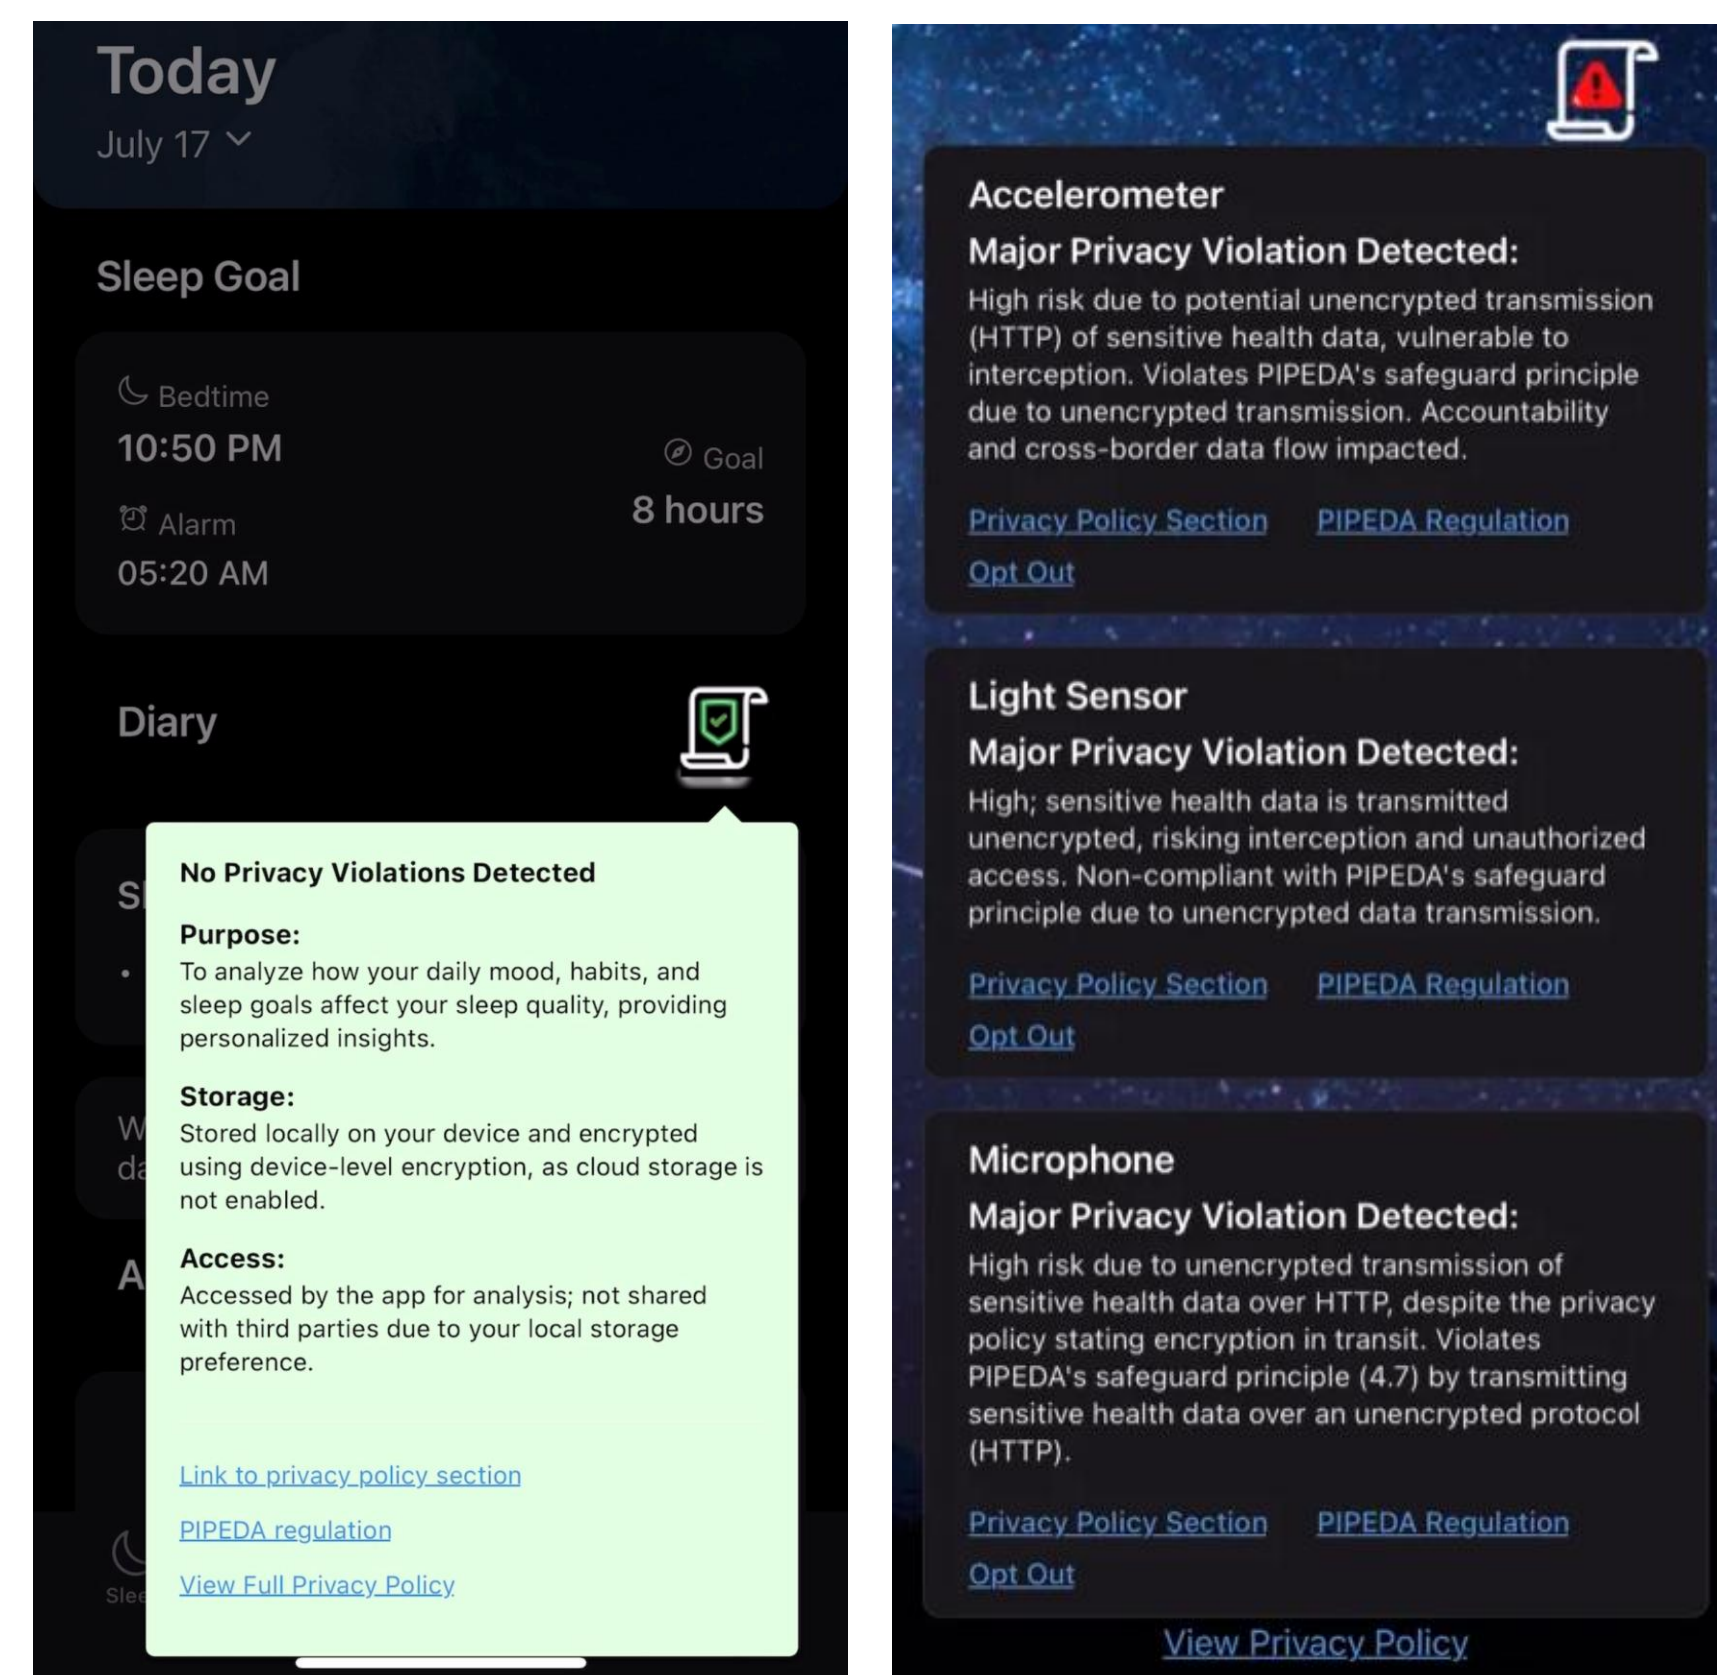 Today
July 17
Sleep Goal
Bedtime
10:50 PM
Goal
8 hours
Alarm
05:20 AM
Diary
No Privacy Violations Detected
Purpose:
To analyze how your daily mood, habits, and
sleep goals affect your sleep quality, providing
personalized insights.
Storage:
Stored locally on your device and encrypted
using device-level encryption, as cloud storage is
not enabled.
Access:
Accessed by the app for analysis; not shared
with third parties due to your local storage
preference.
Link to privacy policy section
PIPEDA regulation
View Full Privacy Policy
Accelerometer
Major Privacy Violation Detected:
High risk due to potential unencrypted transmission
(HTTP) of sensitive health data, vulnerable to
interception. Violates PIPEDA's safeguard principle
due to unencrypted transmission. Accountability
and cross-border data flow impacted.
Privacy Policy Section PIPEDA Regulation
Opt Out
Light Sensor
Major Privacy Violation Detected:
High; sensitive health data is transmitted
unencrypted, risking interception and unauthorized
access. Non-compliant with PIPEDA's safeguard
principle due to unencrypted data transmission.
Privacy Policy Section PIPEDA Regulation
Opt Out
Microphone
Major Privacy Violation Detected:
High risk due to unencrypted transmission of
sensitive health data over HTTP, despite the privacy
policy stating encryption in transit. Violates
PIPEDA's safeguard principle (4.7) by transmitting
sensitive health data over an unencrypted protocol
(HTTP).
Privacy Policy Section PIPEDA Regulation
Opt Out
View Privacy Policy